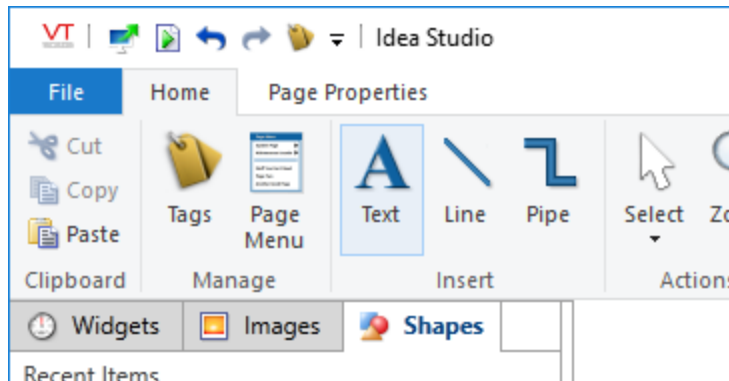 VT
Idea Studio
File Home Page Properties
Cut
Copy
Paste
Tags
Page
Menu
Text
Line
Pipe
Select
Clipboard Manage Insert Actions
Widgets Images Shapes
Recent Items